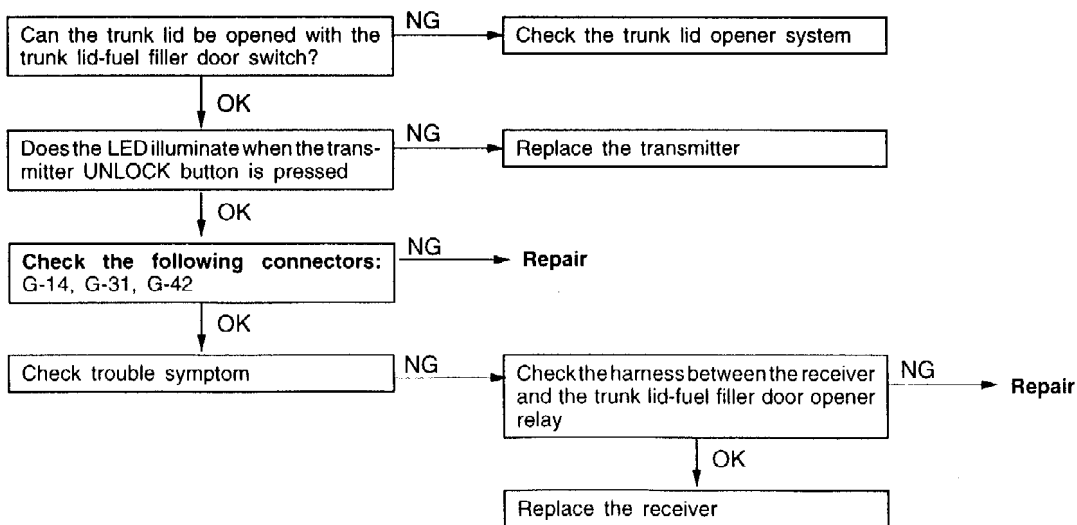 Can the trunk lid be opened with the
trunk lid-fuel filler door switch?
NG
Check the trunk lid opener system
OK
Does the LED illuminate when the trans-
mitter UNLOCK button is pressed
NG
Replace the transmitter
OK
Check the following connectors:
G-14, G-31, G-42
NG
Repair
OK
Check trouble symptom
NG
Check the harness between the receiver
and the trunk lid-fuel filler door opener
relay
NG
Repair
OK
Replace the receiver